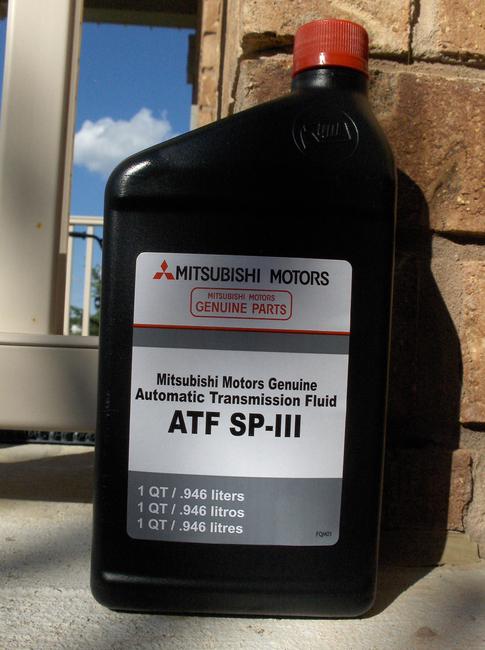 MITSUBISHI MOTORS
MITSUBISHI MOTORS
GENUINE PARTS
Mitsubishi Motors Genuine
Automatic Transmission Fluid
ATF SP-III
1 QT / .946 liters
1 QT / .946 litros
1 QT / .946 litres
FQM01